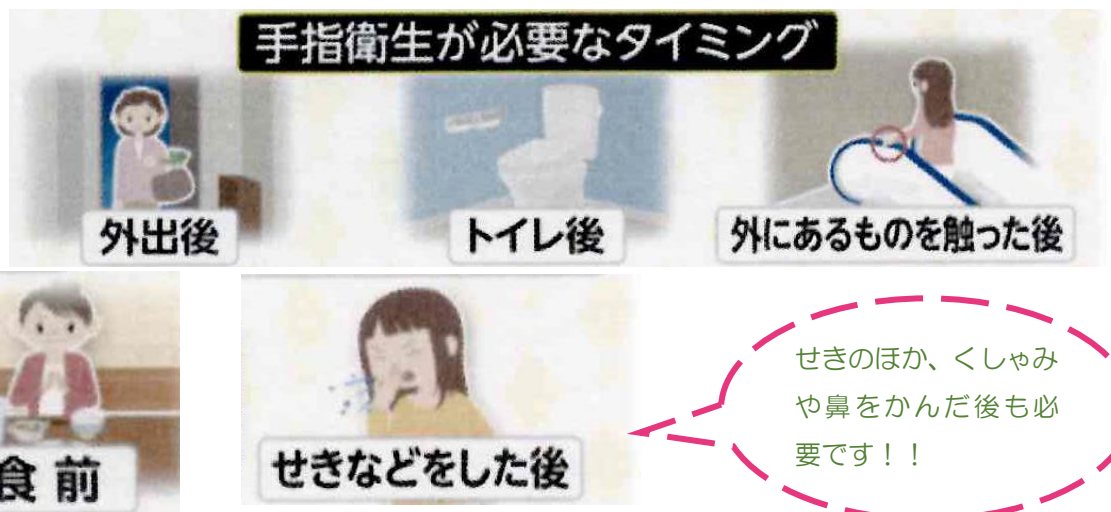 手指衛生が必要なタイミング
外出後
トイレ後
外にあるものを触った後
食前
せきなどをした後
せきのほか、くしゃみ
や鼻をかんだ後も必
要です！！